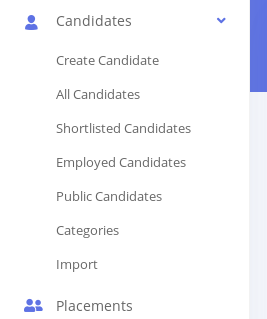 Candidates
Create Candidate
All Candidates
Shortlisted Candidates
Employed Candidates
Public Candidates
Categories
Import
Placements